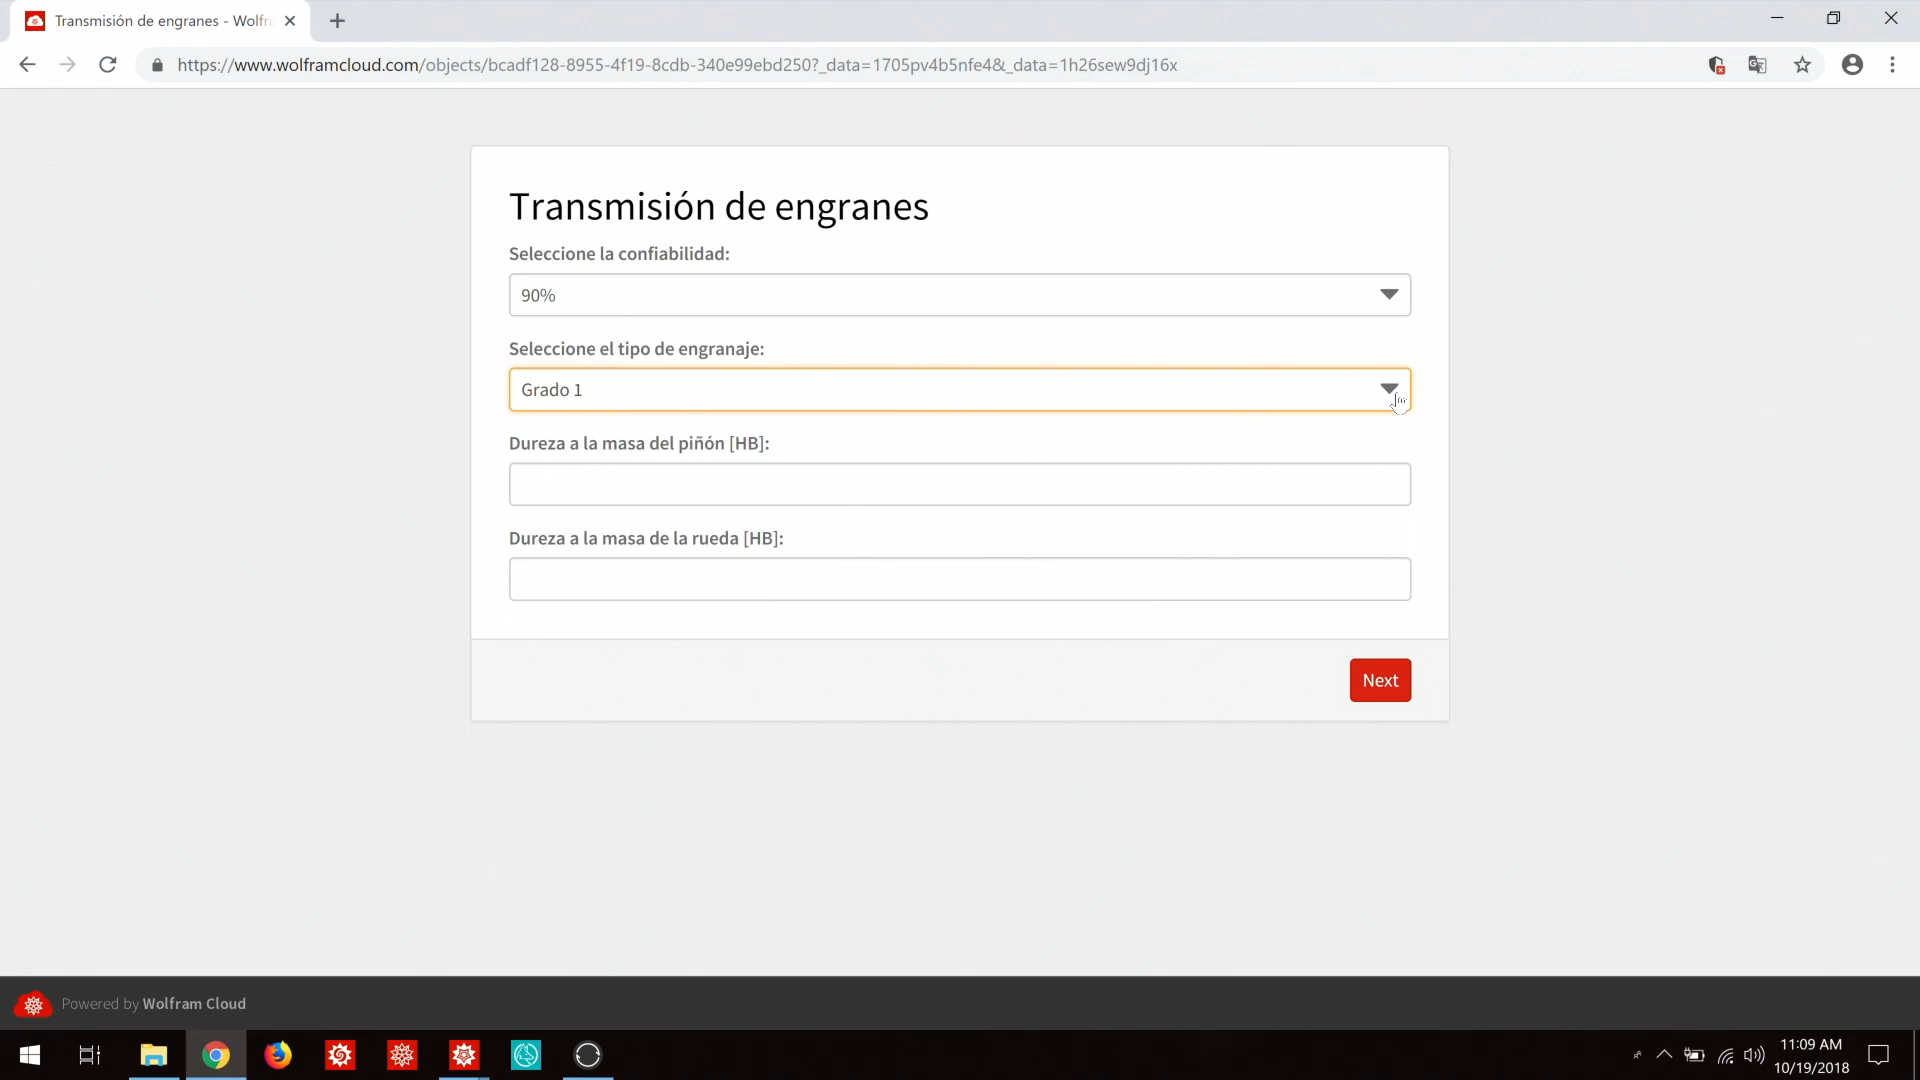 Transmisión de engranes - Wolfr
https://www.wolframcloud.com/objects/bcadf128-8955-4f19-8cdb-340e99ebd250?_data=1705pv4b5nfe4&_data=1h26sew9dj16x
Transmisión de engranes
Seleccione la confiabilidad:
90%
Seleccione el tipo de engranaje:
Grado 1
Dureza a la masa del piñón [HB]:
Dureza a la masa de la rueda [HB]:
Next
Powered by Wolfram Cloud
11:09 AM
10/19/2018